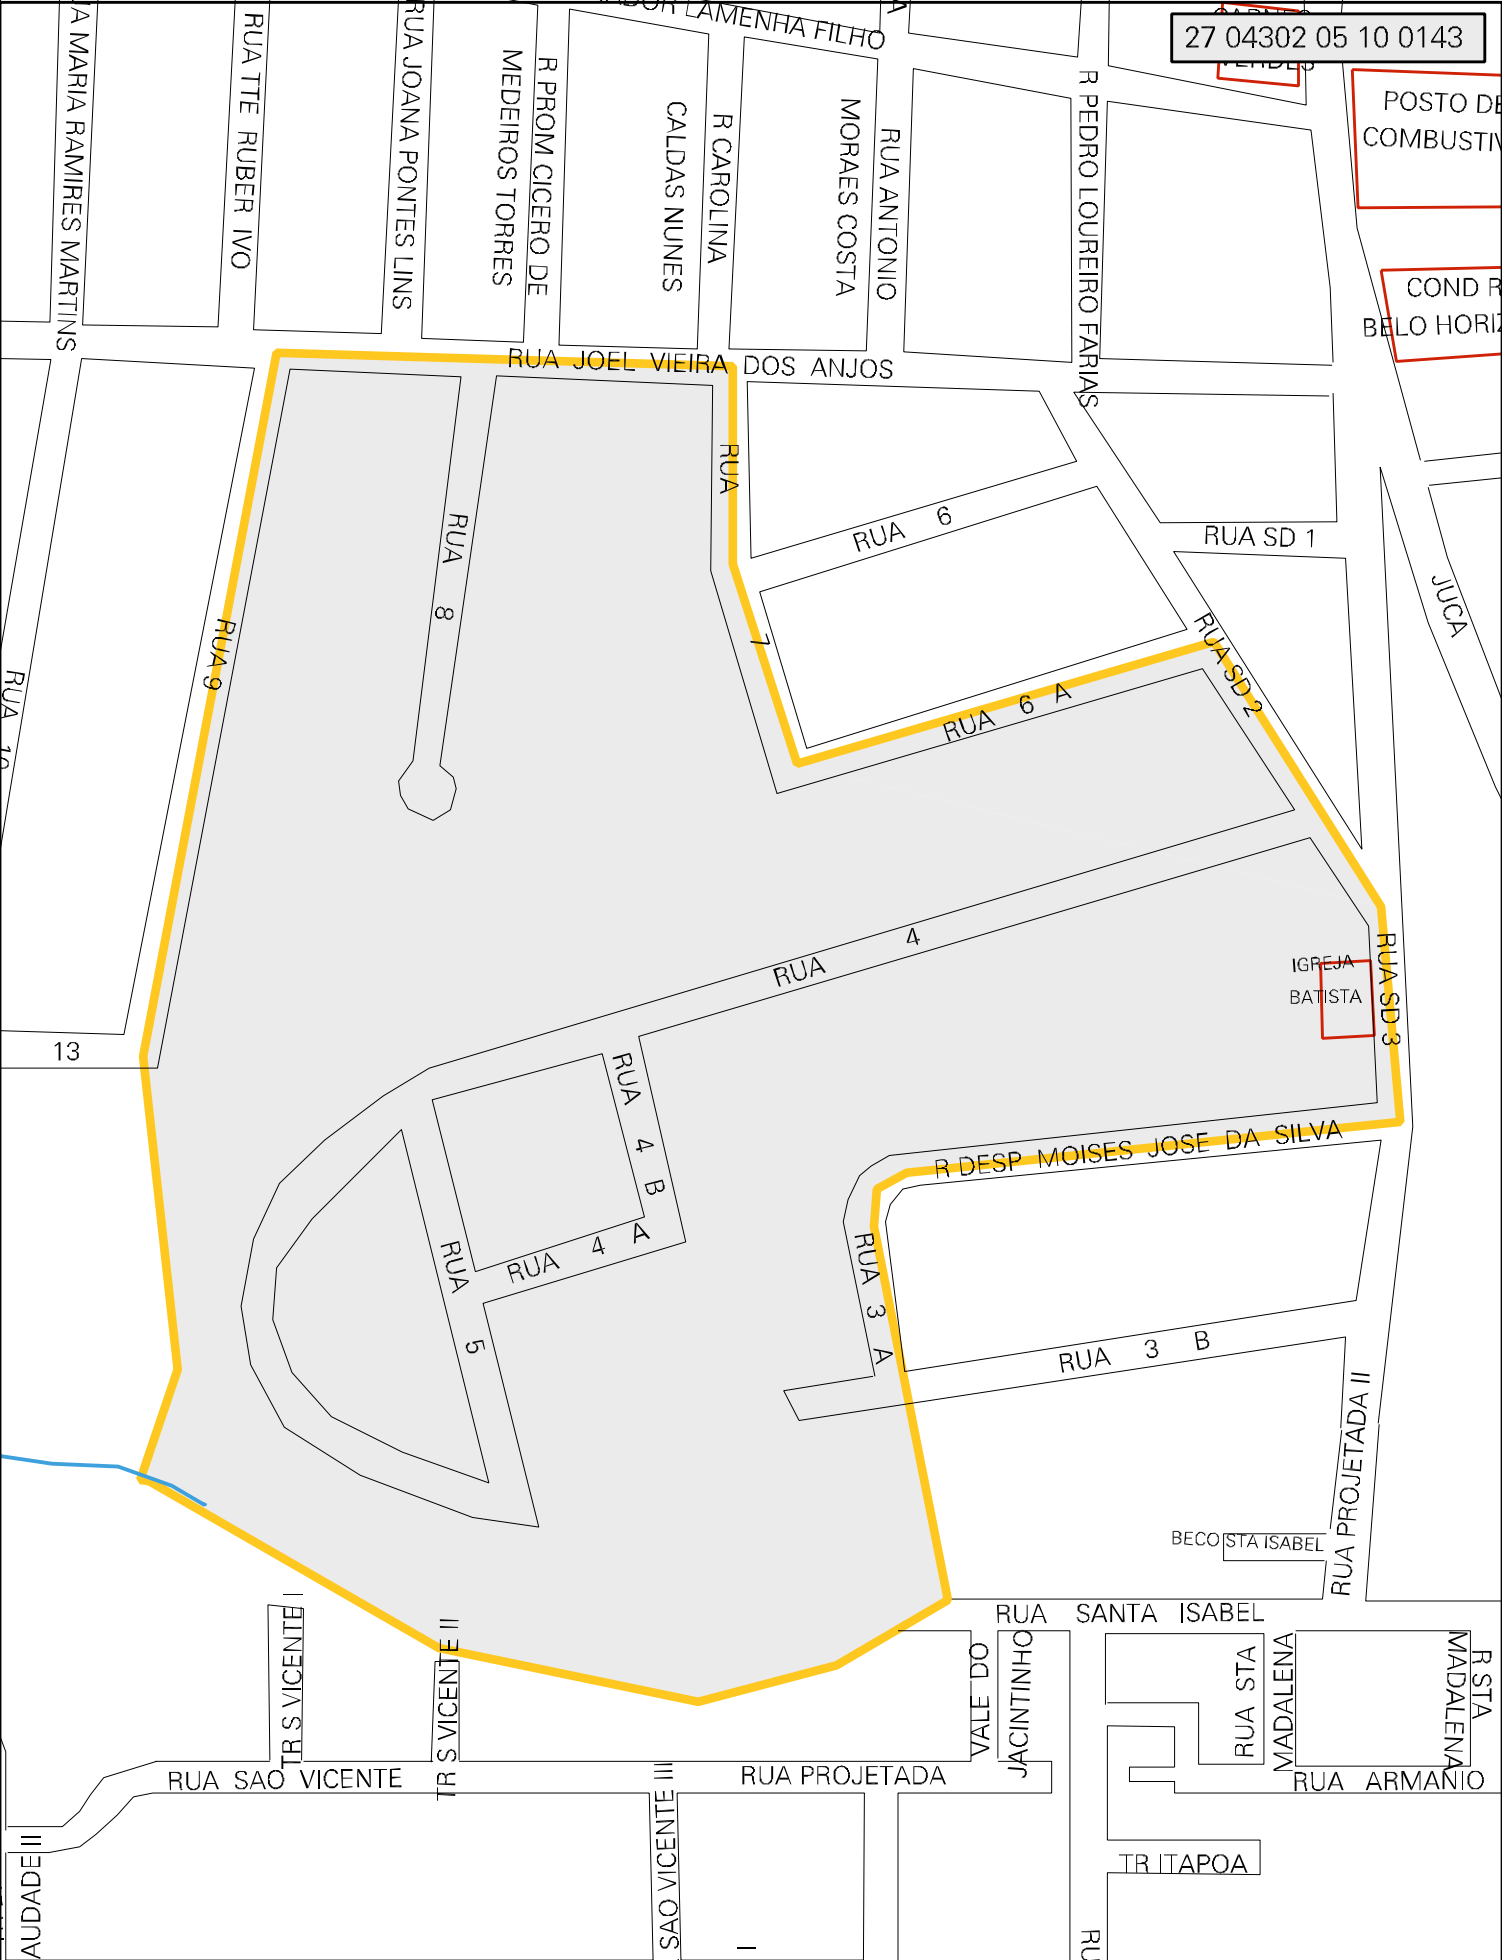 27 04302 05 10 0143
LAMENHA FILHO
VERDES
POSTO DE
COMBUSTIV
COND R
BELO HORIZ
MARIA RAMIRES MARTINS
RUA TTE RUBER IVO
RUA JOANA PONTES LINS
R PROM CICERO DE
MEDEIROS TORRES
R CAROLINA
CALDAS NUNES
RUA ANTONIO
MORAES COSTA
R PEDRO LOUREIRO FARIAS
RUA JOEL VIEIRA DOS ANJOS
RUA 7
RUA 6
RUA SD 1
JUCA
RUA 8
RUA 9
RUA 10
RUA SD 2
RUA 6 A
RUA 4
IGREJA
BATISTA
RUA SD 3
13
RUA 4 B
RUA 4 A
RUA 5
R DESP MOISES JOSE DA SILVA
RUA 3 A
RUA 3 B
RUA PROJETADA II
BECO STA ISABEL
RUA SANTA ISABEL
TR S VICENTE I
TR S VICENTE II
VALE DO
JACINTINHO
RUA STA
MADALENA
R STA
MADALENA
RUA SAO VICENTE
RUA PROJETADA
RUA ARMANIO
SAO VICENTE III
TR ITAPOA
AUDADE II
I
RU